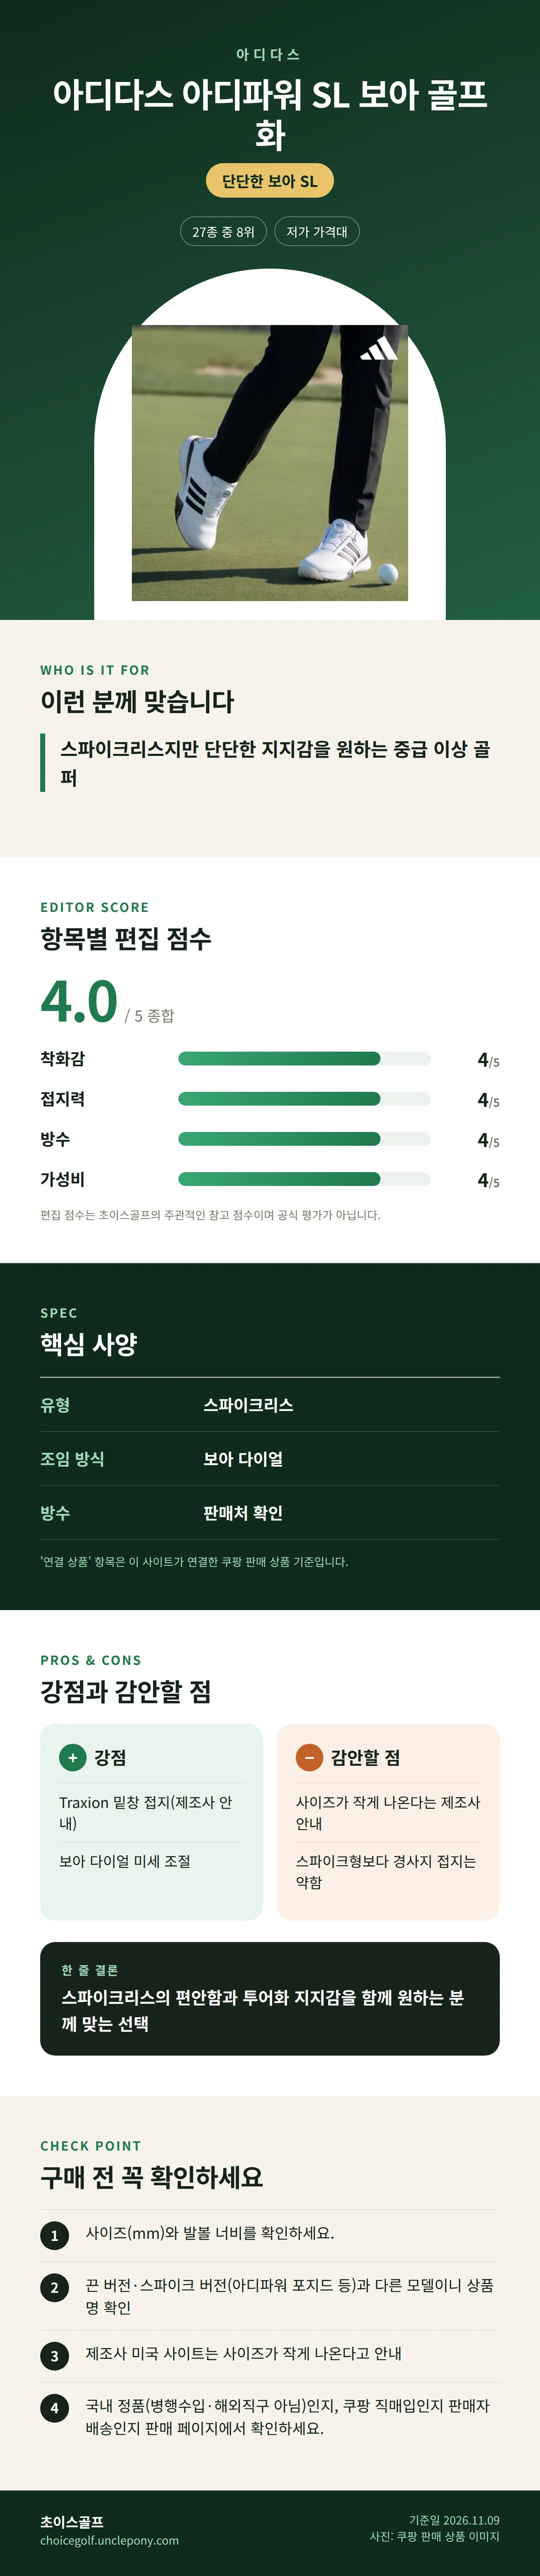 아디다스
아디다스 아디파워 SL 보아 골프
화
단단한 보아 SL
27종 중 8위
저가 가격대
WHO IS IT FOR
이런 분께 맞습니다
스파이크리스지만 단단한 지지감을 원하는 중급 이상 골
퍼
EDITOR SCORE
항목별 편집 점수
4.0 / 5 종합
착화감 4/5
접지력 4/5
방수 4/5
가성비 4/5
편집 점수는 초이스골프의 주관적인 참고 점수이며 공식 평가가 아닙니다.
SPEC
핵심 사양
유형 스파이크리스
조임 방식 보아 다이얼
방수 판매처 확인
'연결 상품' 항목은 이 사이트가 연결한 쿠팡 판매 상품 기준입니다.
PROS & CONS
강점과 감안할 점
+ 강점
Traxion 밑창 접지(제조사 안
내)
보아 다이얼 미세 조절
− 감안할 점
사이즈가 작게 나온다는 제조사
안내
스파이크형보다 경사지 접지는
약함
한 줄 결론
스파이크리스의 편안함과 투어화 지지감을 함께 원하는 분
께 맞는 선택
CHECK POINT
구매 전 꼭 확인하세요
1 사이즈(mm)와 발볼 너비를 확인하세요.
2 끈 버전·스파이크 버전(아디파워 포지드 등)과 다른 모델이니 상품
명 확인
3 제조사 미국 사이트는 사이즈가 작게 나온다고 안내
4 국내 정품(병행수입·해외직구 아님)인지, 쿠팡 직매입인지 판매자
배송인지 판매 페이지에서 확인하세요.
초이스골프
choicegolf.unclepony.com
기준일 2026.11.09
사진: 쿠팡 판매 상품 이미지